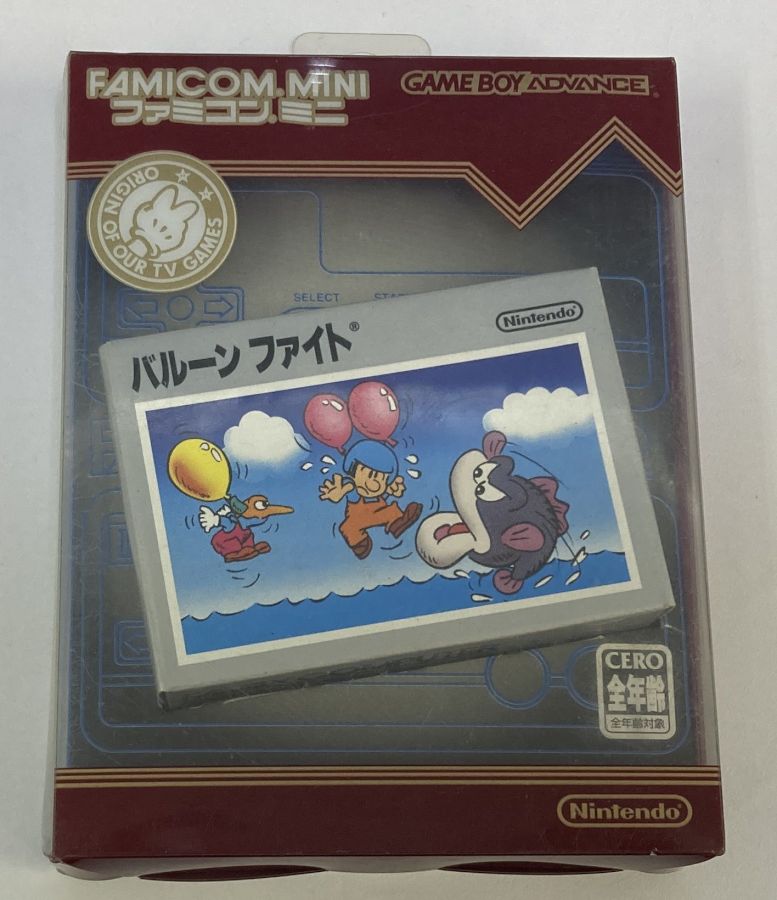 FAMICOM MINI
ファミコン ミニ
GAME BOY ADVANCE
ORIGIN OF OUR TV GAMES
SELECT
バルーン ファイト®
Nintendo
CERO
全年齢
全年齢対象
Nintendo